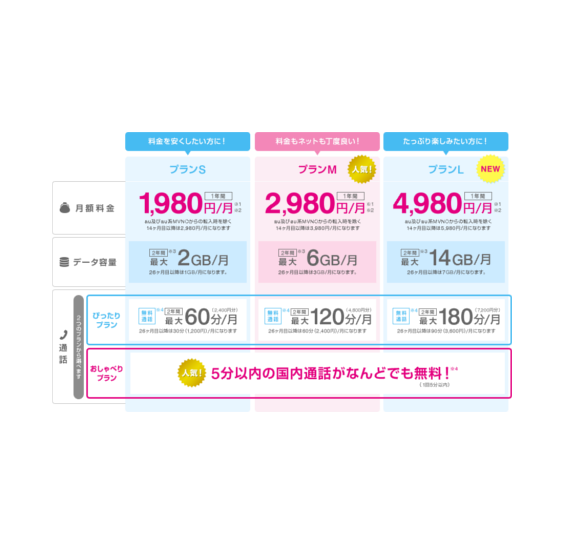 料金を安くしたい方に！ 料金もネットも丁度良い！ たっぷり楽しみたい方に！
プランS プランM 人気！ プランL NEW
月額料金
1年間 1,980円/月 ※1 ※2
au及びau系MVNOからの転入時を除く
14ヶ月目以降は2,980円/月になります
1年間 2,980円/月 ※1 ※2
au及びau系MVNOからの転入時を除く
14ヶ月目以降は3,980円/月になります
1年間 4,980円/月 ※1 ※2
au及びau系MVNOからの転入時を除く
14ヶ月目以降は5,980円/月になります
データ容量
2年間 ※3 最大 2GB/月
26ヶ月目以降は1GB/月になります。
2年間 ※3 最大 6GB/月
26ヶ月目以降は3GB/月になります。
2年間 ※3 最大 14GB/月
26ヶ月目以降は7GB/月になります。
通話
2つのプランから選べます
ぴったり
プラン
無料通話 ※4 2年間 最大 60分/月 (2,400円分)
26ヶ月目以降は30分(1,200円)/月になります
無料通話 ※4 2年間 最大 120分/月 (4,800円分)
26ヶ月目以降は60分(2,400円)/月になります
無料通話 ※4 2年間 最大 180分/月 (7,200円分)
26ヶ月目以降は90分(3,600円)/月になります
おしゃべり
プラン
人気！ 5分以内の国内通話がなんどでも無料！※4
(1回5分以内)